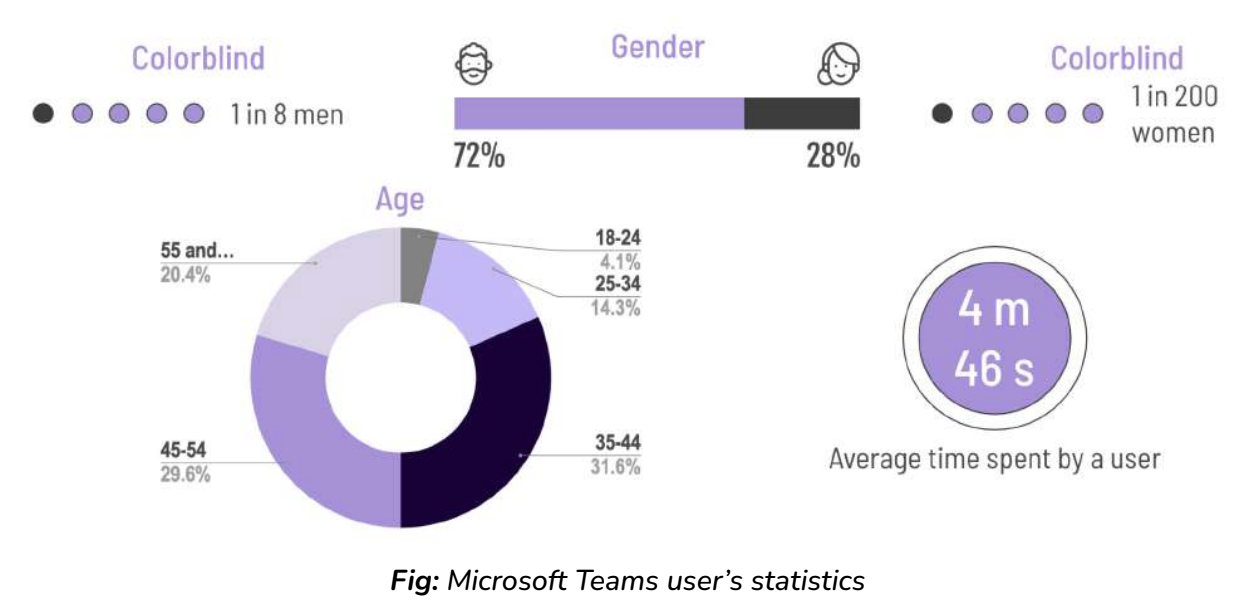 Colorblind
1 in 8 men
Gender
72%
28%
Colorblind
1 in 200
women
Age
55 and...
20.4%
18-24
4.1%
25-34
14.3%
45-54
29.6%
35-44
31.6%
4 m
46 s
Average time spent by a user
Fig: Microsoft Teams user’s statistics